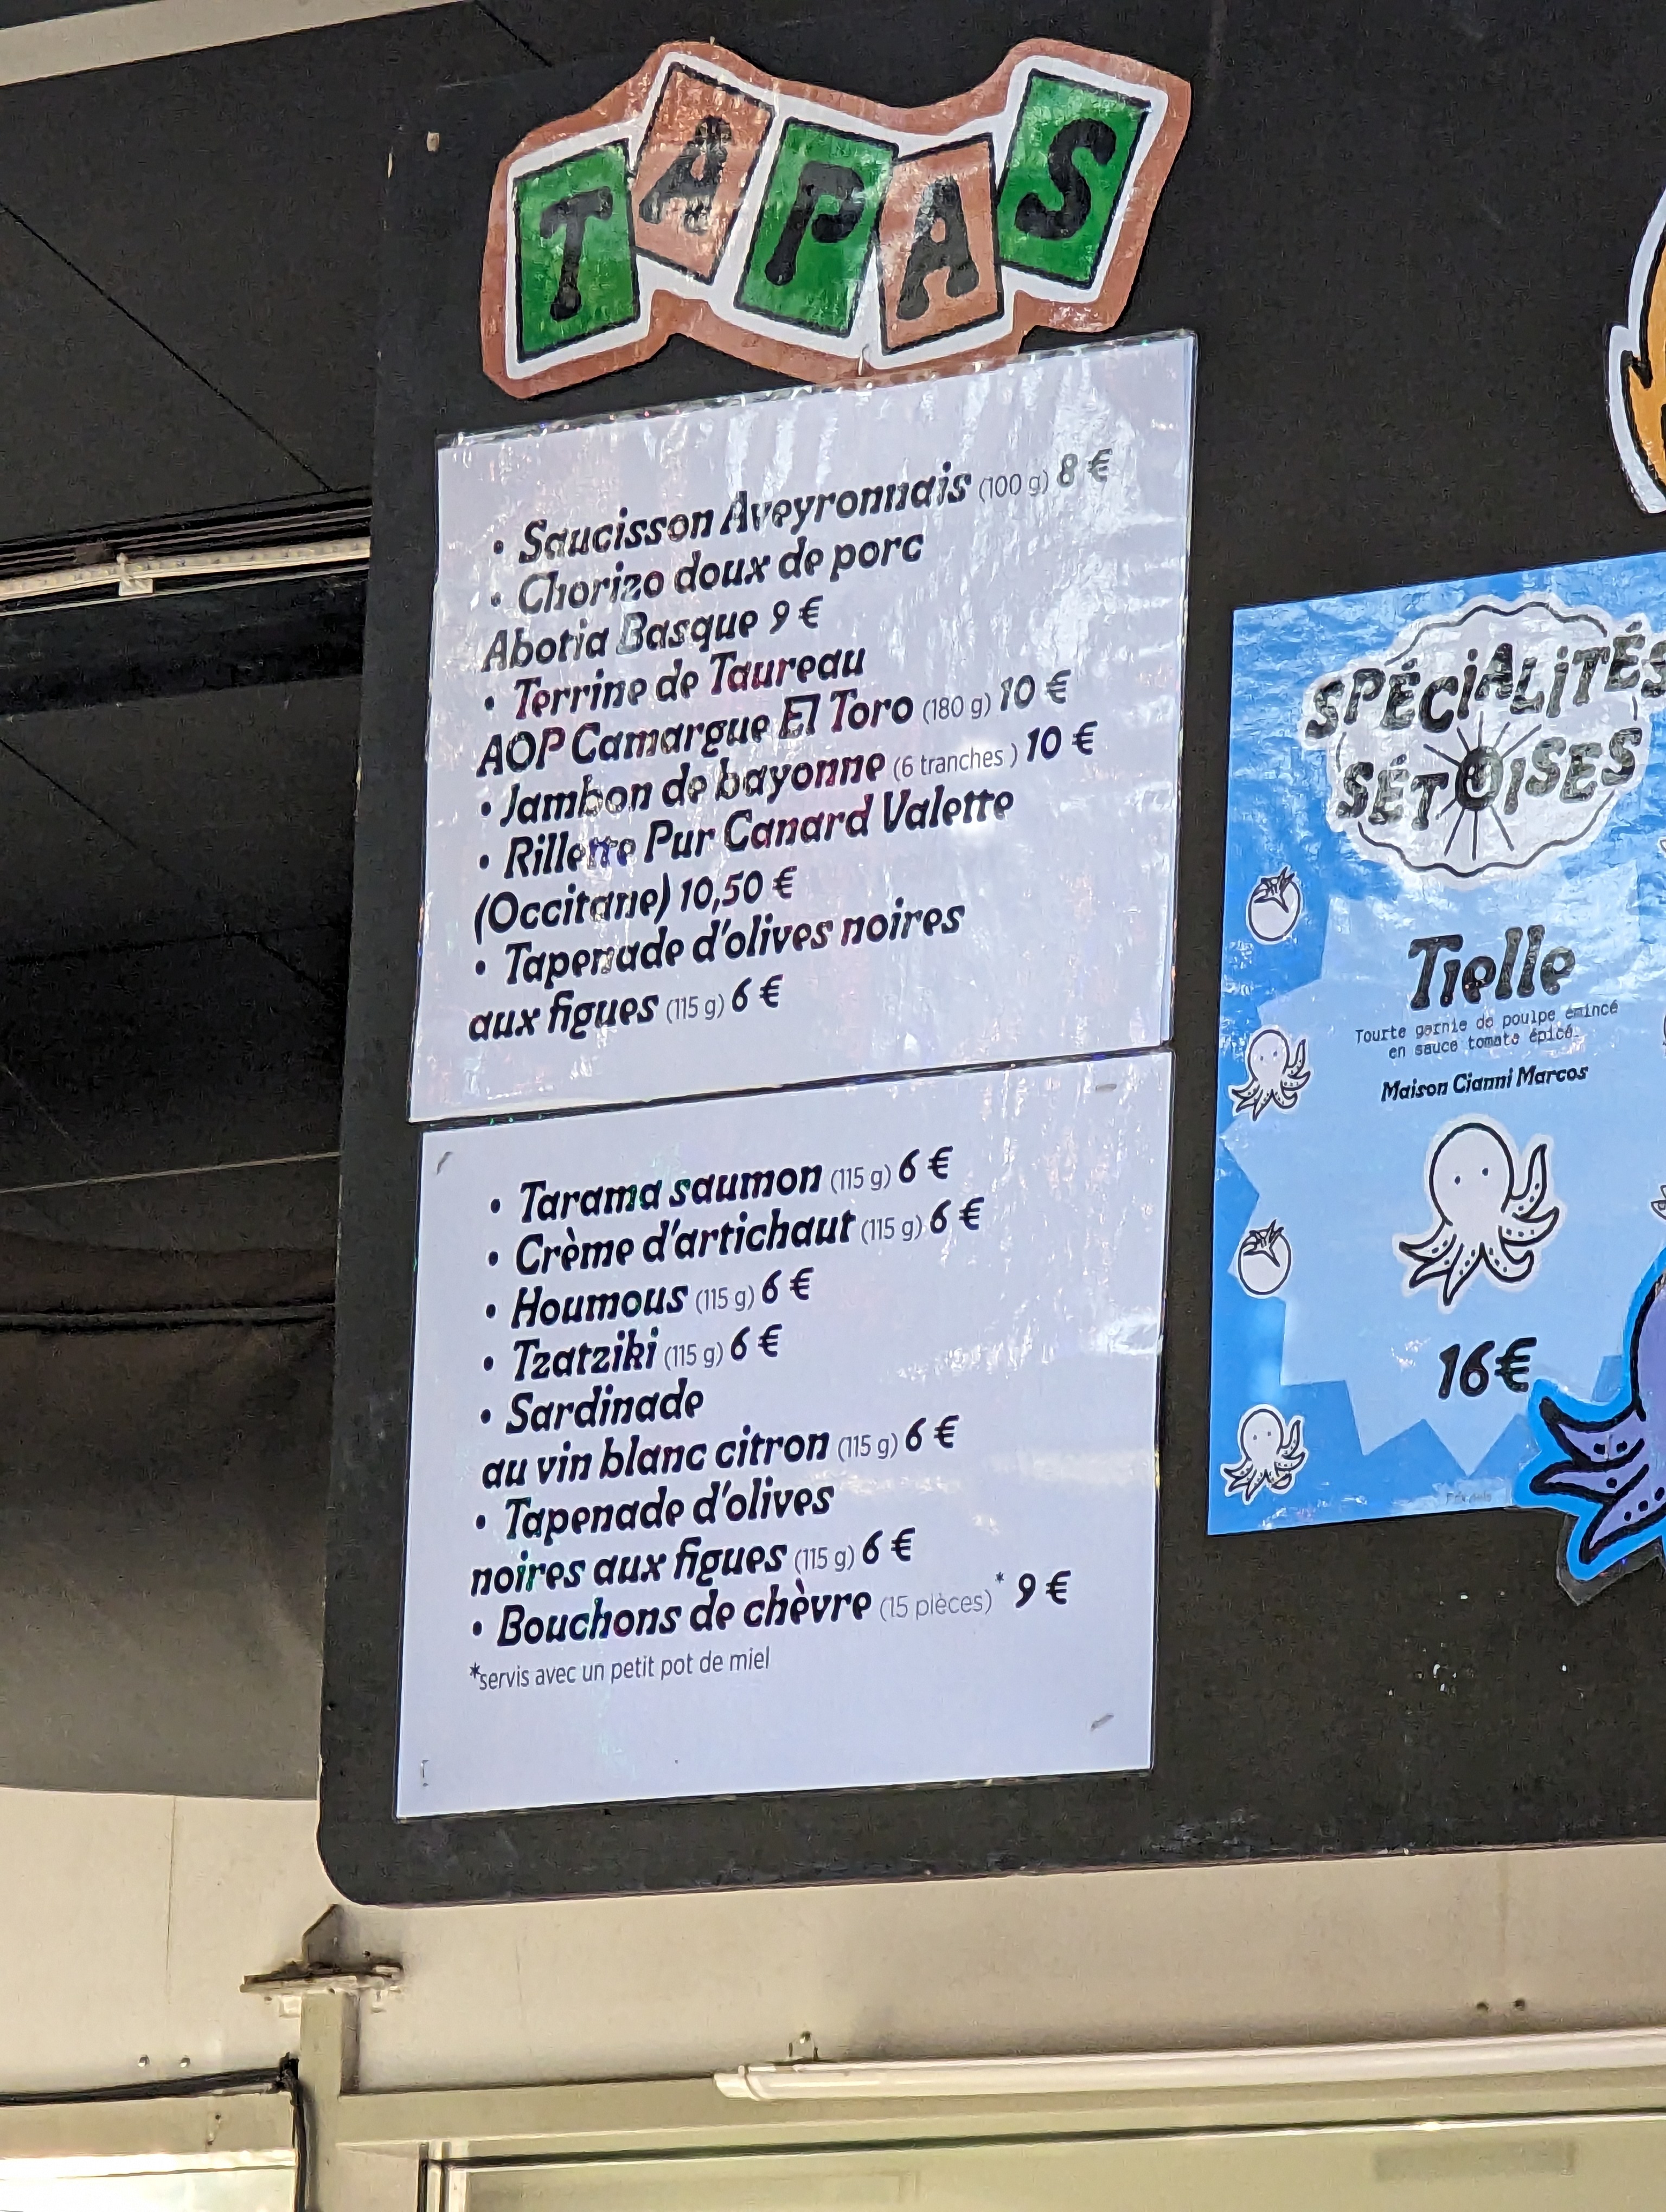 TAPAS
• Saucisson Aveyronnais (100 g) 8 €
• Chorizo doux de porc
Abotia Basque 9 €
• Terrine de Taureau
AOP Camargue El Toro (180 g) 10 €
• Jambon de bayonne (6 tranches ) 10 €
• Rillette Pur Canard Valette
(Occitane) 10,50 €
• Tapenade d'olives noires
aux figues (115 g) 6 €
• Tarama saumon (115 g) 6 €
• Crème d'artichaut (115 g) 6 €
• Houmous (115 g) 6 €
• Tzatziki (115 g) 6 €
• Sardinade
au vin blanc citron (115 g) 6 €
• Tapenade d'olives
noires aux figues (115 g) 6 €
• Bouchons de chèvre (15 pièces)* 9 €
*servis avec un petit pot de miel
SPÉCIALITÉS
SÉTOISES
Tielle
Tourte garnie de poulpe émincé
en sauce tomate épicé
Maison Cianni Marcos
16€